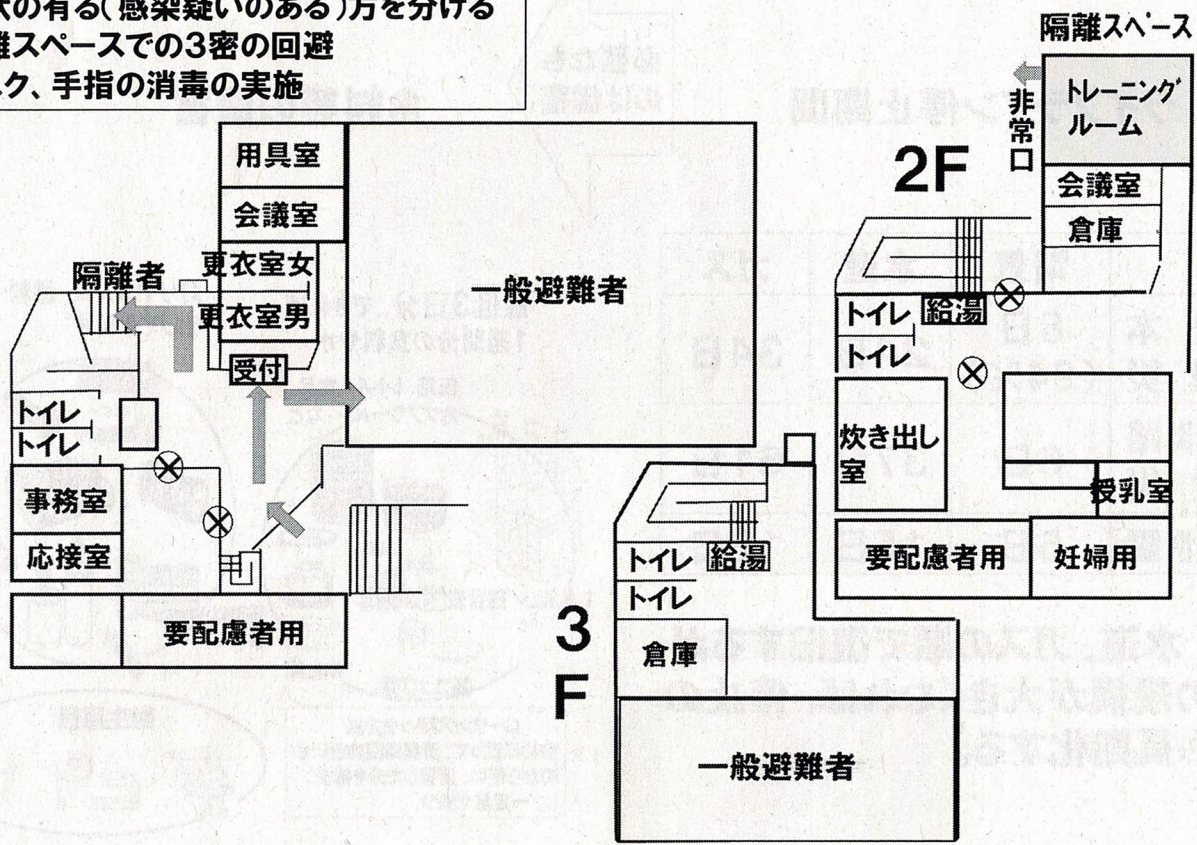 状の有る(感染疑いのある)方を分ける
離スペースでの3密の回避
スク、手指の消毒の実施
用具室
会議室
更衣室女
更衣室男
隔離者
受付
一般避難者
トイレ
トイレ
事務室
応接室
要配慮者用
隔離スペース
トレーニング
ルーム
非常口
2F
会議室
倉庫
トイレ
給湯
トイレ
炊き出し
室
授乳室
要配慮者用
妊婦用
3
F
トイレ
給湯
トイレ
倉庫
一般避難者